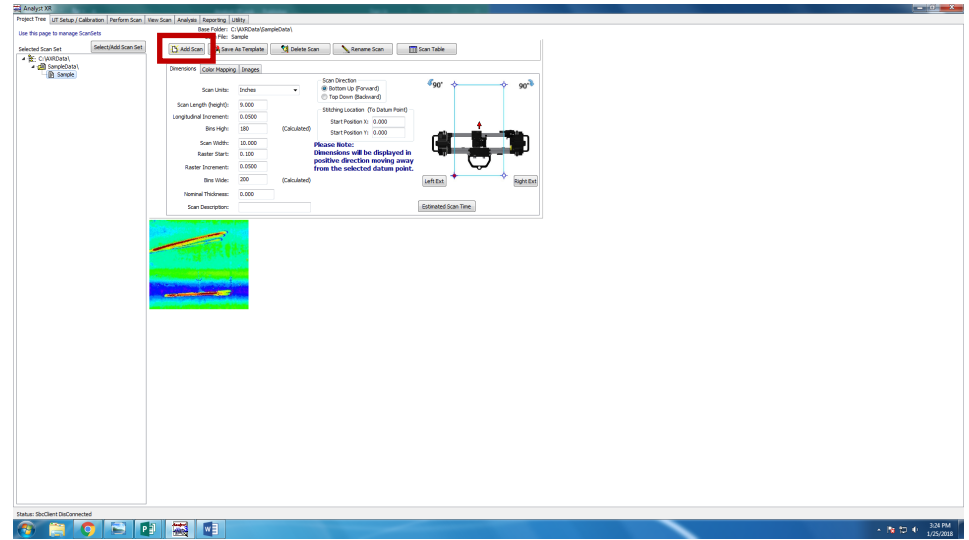 Analyst XR
Project Tree UT Setup / Calibration Perform Scan View Scan Analysis Reporting Utility
Use this page to manage ScanSets
Base Folder: C:\AXRData\SampleData\
File: Sample
Selected Scan Set Select/Add Scan Set
Add Scan Save As Template Delete Scan Rename Scan Scan Table
C:\AXRData\
SampleData\
Sample
Dimensions Color Mapping Images
Scan Units: Inches
Scan Length (height): 9.000
Longitudinal Increment: 0.0500
Bins High: 180 (Calculated)
Scan Width: 10.000
Raster Start: 0.100
Raster Increment: 0.0500
Bins Wide: 200 (Calculated)
Nominal Thickness: 0.000
Scan Description:
Scan Direction
Bottom Up (Forward)
Top Down (Backward)
Stitching Location (To Datum Point)
Start Position X: 0.000
Start Position Y: 0.000
Please Note:
Dimensions will be displayed in
positive direction moving away
from the selected datum point.
90° 90°
Left Ext Right Ext
Estimated Scan Time
Status: SbcClient DisConnected
3:24 PM
1/25/2018